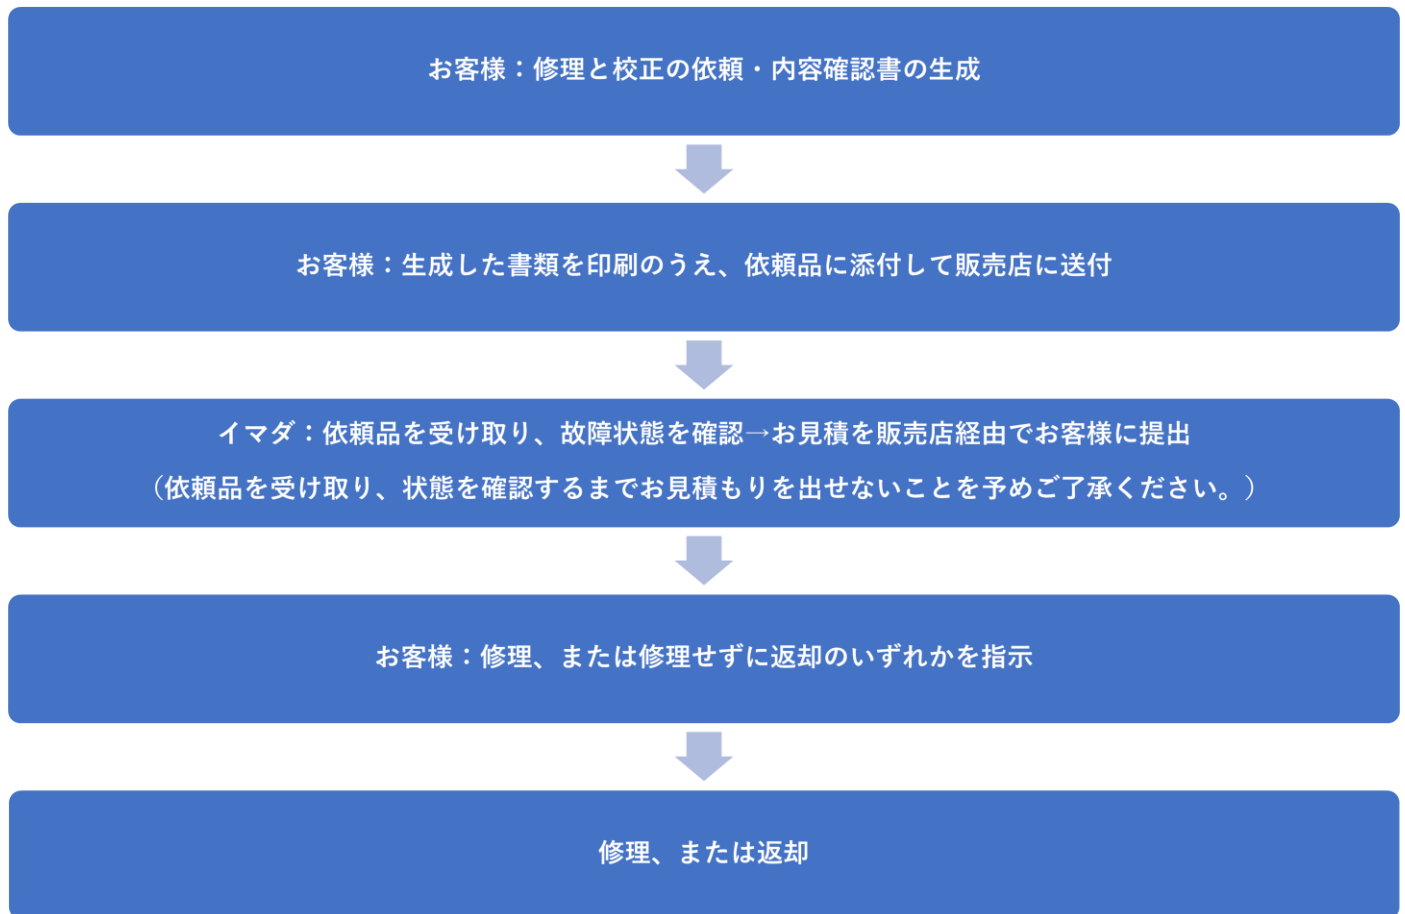 お客様：修理と校正の依頼・内容確認書の生成
お客様：生成した書類を印刷のうえ、依頼品に添付して販売店に送付
イマダ：依頼品を受け取り、故障状態を確認→お見積を販売店経由でお客様に提出
（依頼品を受け取り、状態を確認するまでお見積もりを出せないことを予めご了承ください。）
お客様：修理、または修理せずに返却のいずれかを指示
修理、または返却